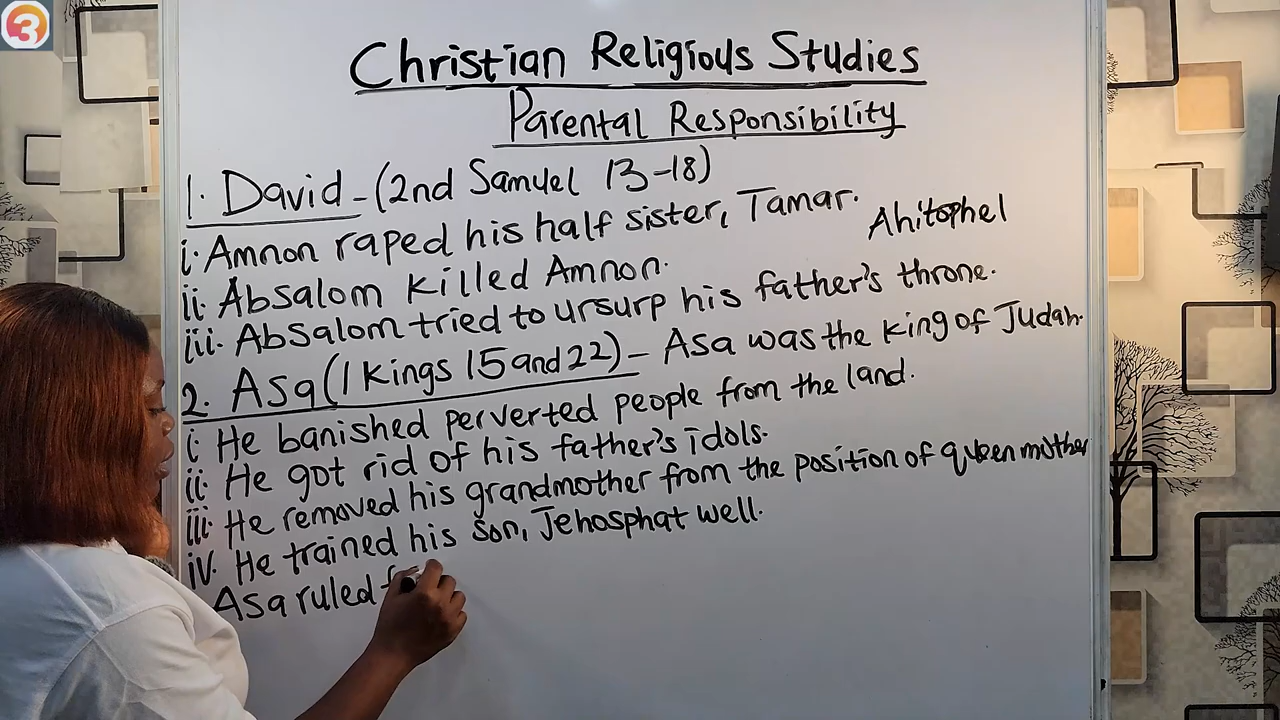 3
Christian Religious Studies
Parental Responsibility
1. David - (2nd Samuel 13-18)
i. Amnon raped his half sister, Tamar.
Ahitophel
ii. Absalom killed Amnon.
iii. Absalom tried to ursurp his father's throne.
2. Asa (1 Kings 15 and 22) - Asa was the king of Judah.
i. He banished perverted people from the land.
ii. He got rid of his father's idols.
iii. He removed his grandmother from the position of queen mother
iv. He trained his son, Jehosphat well.
Asa ruled